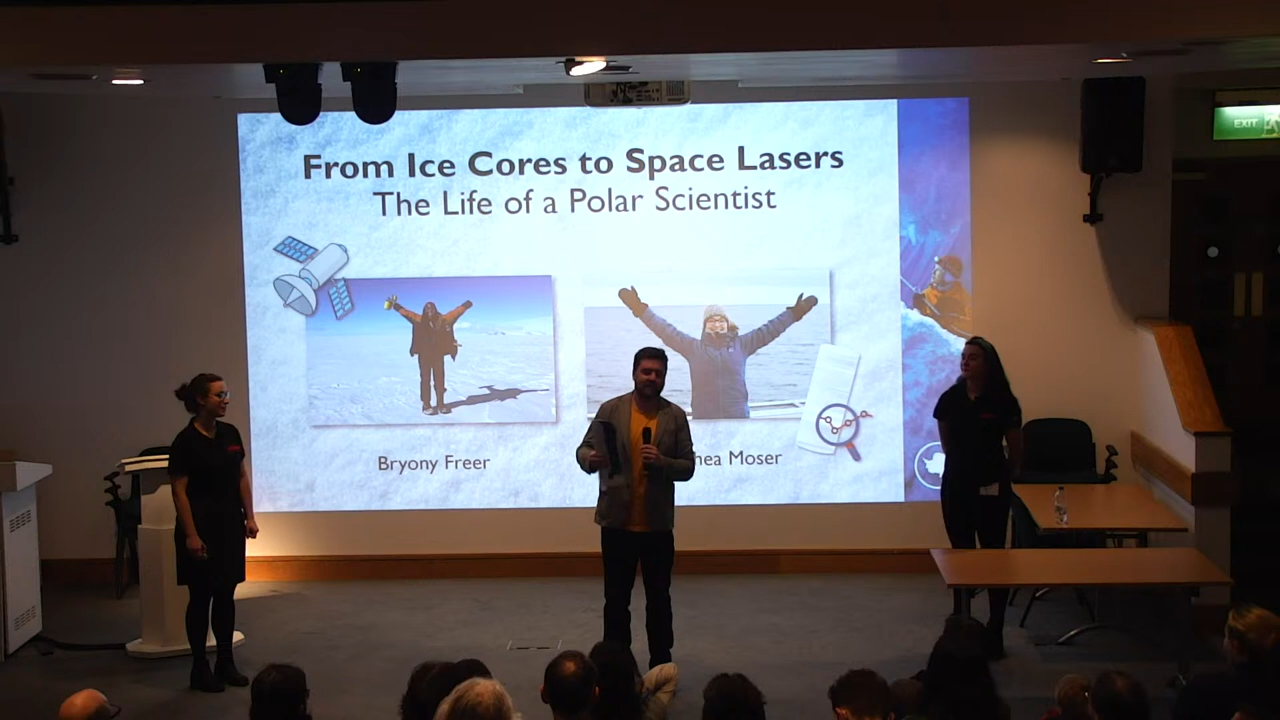 From Ice Cores to Space Lasers
The Life of a Polar Scientist
Bryony Freer
hea Moser
EXIT